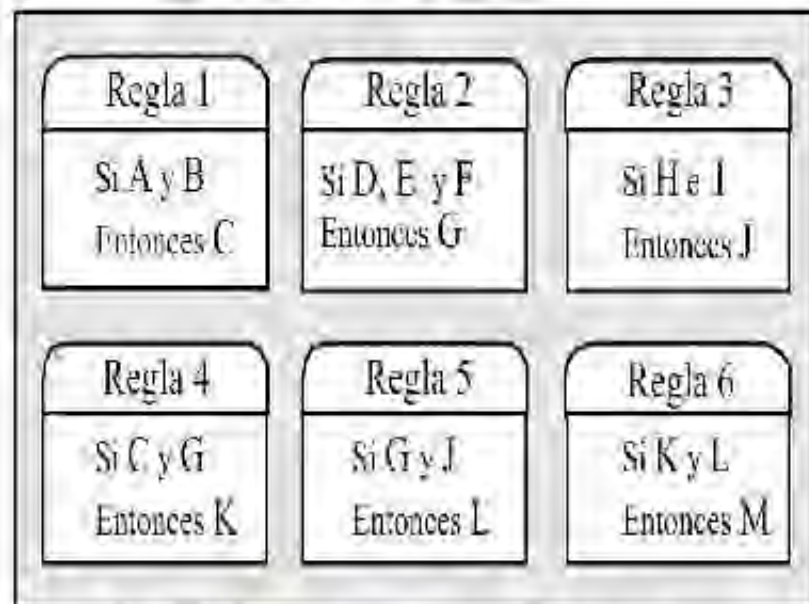 Regla 1
Si A y B
Entonces C
Regla 2
Si D, E y F
Entonces G
Regla 3
Si H e I
Entonces J
Regla 4
Si C y G
Entonces K
Regla 5
Si G y J
Entonces L
Regla 6
Si K y L
Entonces M